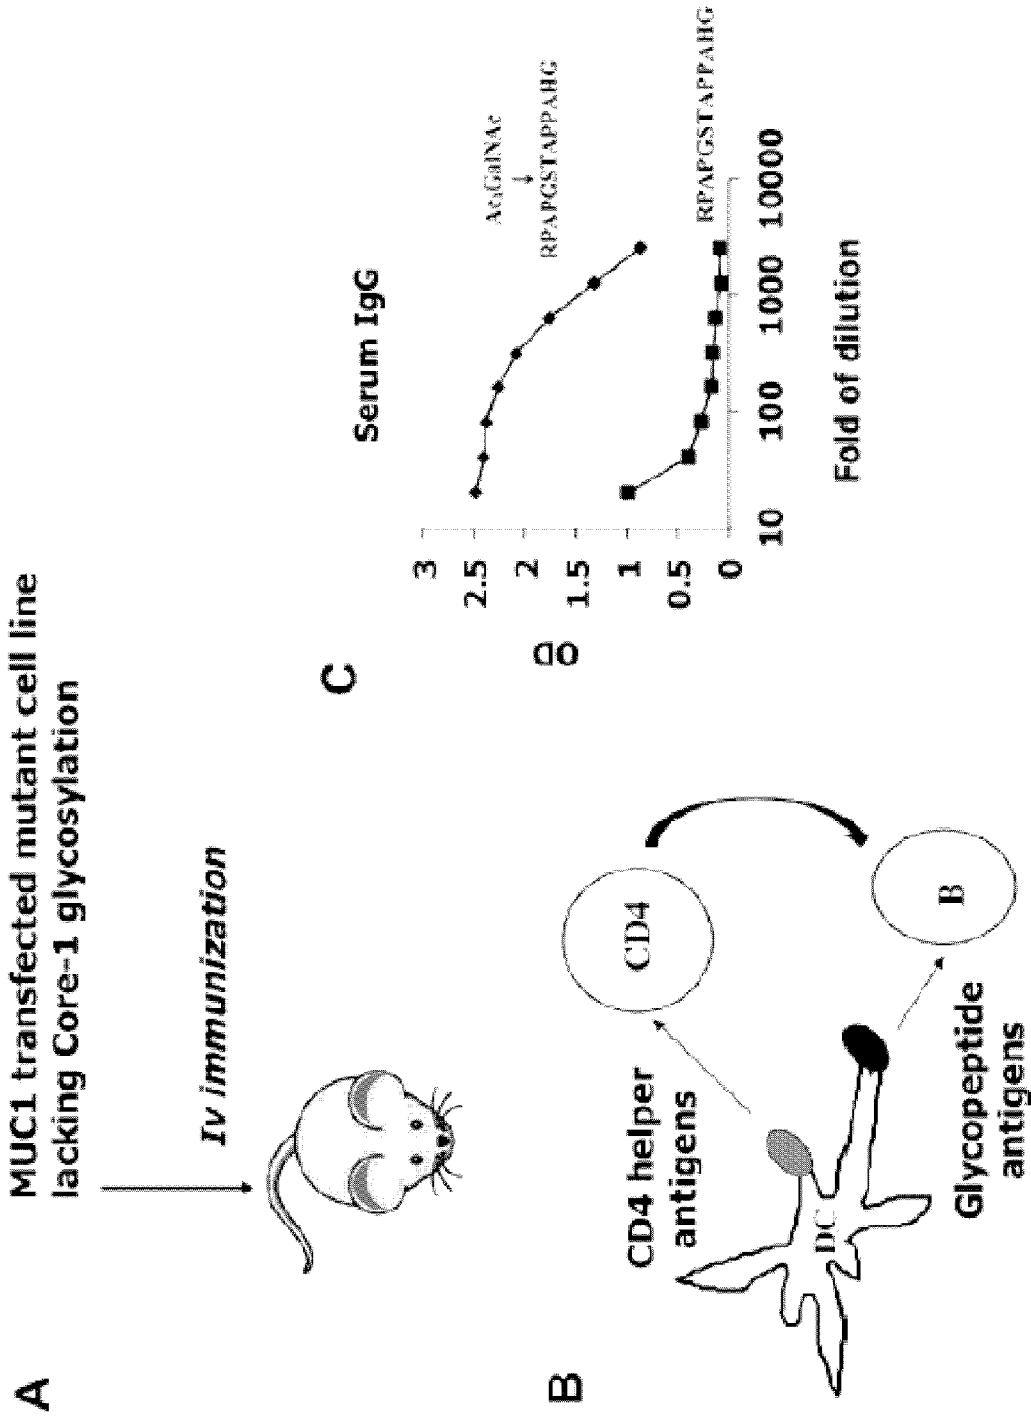 A
MUC1 transfected mutant cell line
lacking Core-1 glycosylation
Iv immunization
B
CD4 helper
antigens
DC
CD4
B
Glycopeptide
antigens
C
Serum IgG
OD
3
2.5
2
1.5
1
0.5
0
10
100
1000
10000
Fold of dilution
RPAPGSTAPPAHG
RPAPGSTAPPAHG